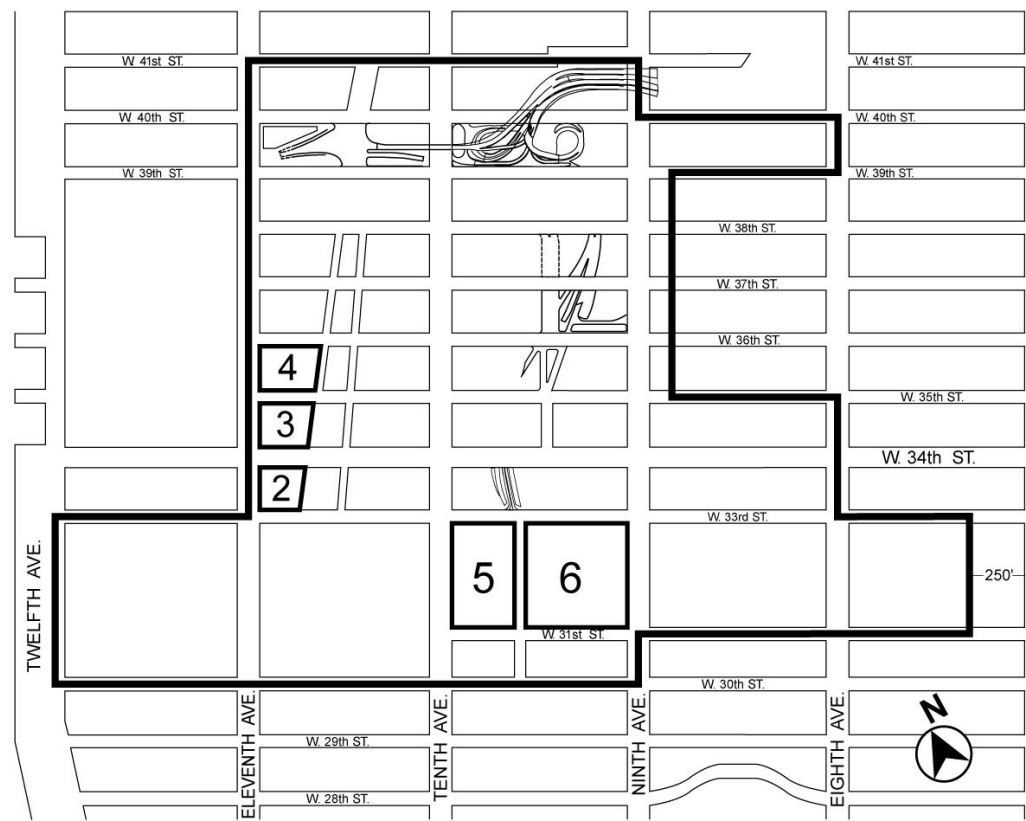 W. 41st ST.
W. 41st ST.
W. 40th ST.
W. 40th ST.
W. 39th ST.
W. 39th ST.
W. 38th ST.
W. 37th ST.
W. 36th ST.
4
W. 35th ST.
3
W. 34th ST.
2
W. 33rd ST.
5
6
250'
TWELFTH AVE.
W. 31st ST.
W. 30th ST.
ELEVENTH AVE.
TENTH AVE.
NINTH AVE.
EIGHTH AVE.
N
W. 29th ST.
W. 28th ST.